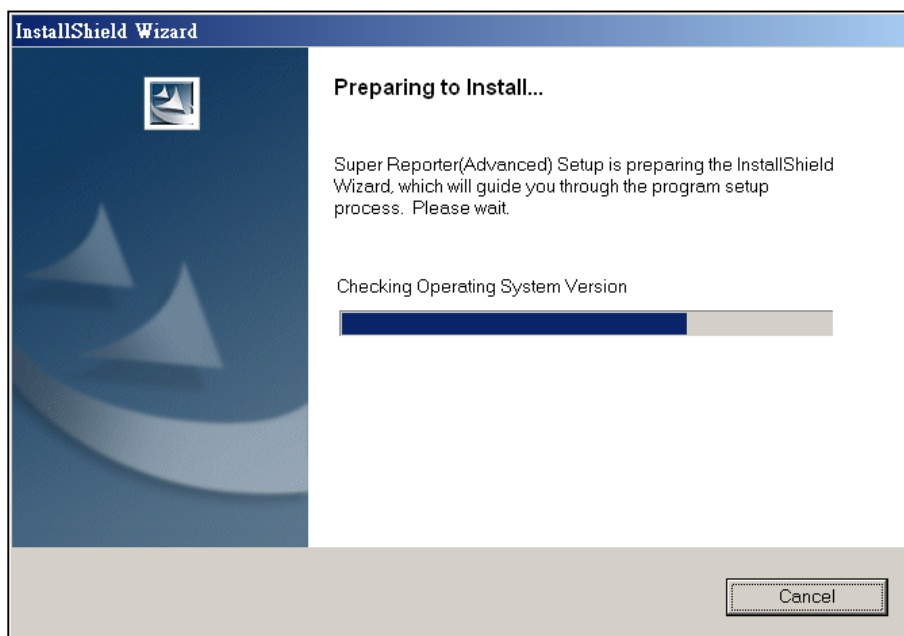 InstallShield Wizard
Preparing to Install...
Super Reporter(Advanced) Setup is preparing the InstallShield
Wizard, which will guide you through the program setup
process. Please wait.
Checking Operating System Version
Cancel